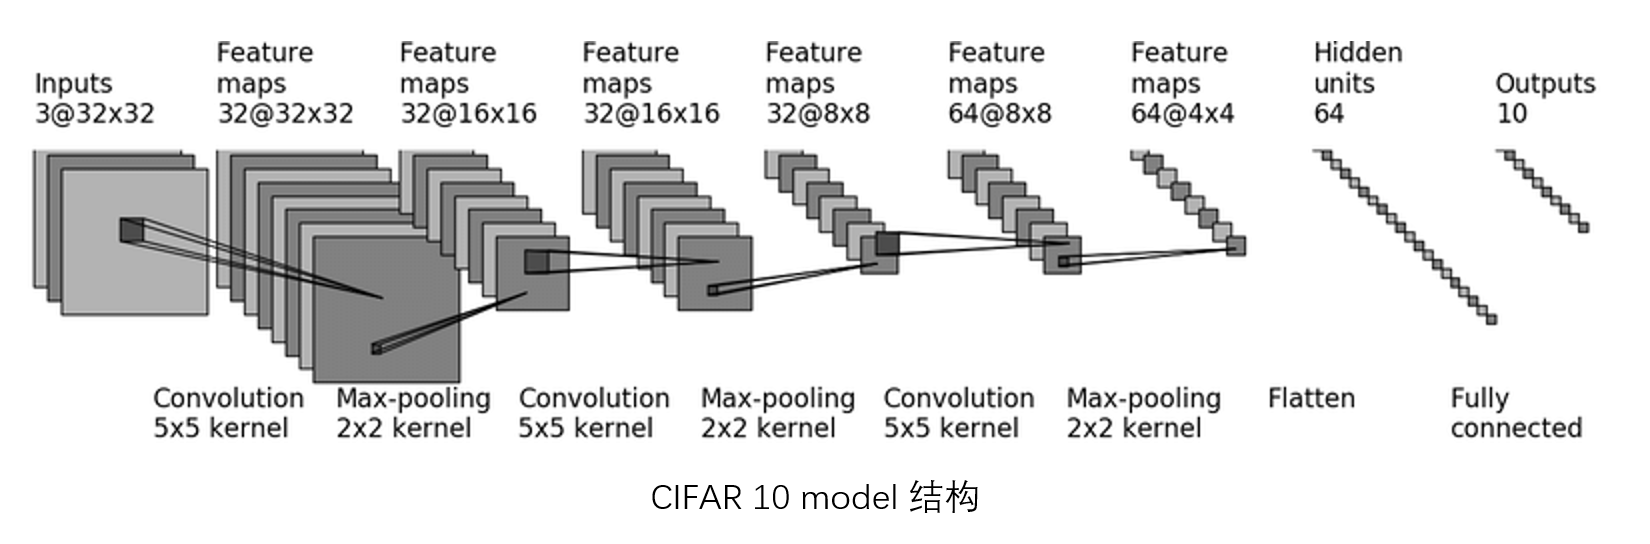 Inputs
3@32x32
Feature
maps
32@32x32
Feature
maps
32@16x16
Feature
maps
32@16x16
Feature
maps
32@8x8
Feature
maps
64@8x8
Feature
maps
64@4x4
Hidden
units
64
Outputs
10
Convolution
5x5 kernel
Max-pooling
2x2 kernel
Convolution
5x5 kernel
Max-pooling
2x2 kernel
Convolution
5x5 kernel
Max-pooling
2x2 kernel
Flatten
Fully
connected
CIFAR 10 model 结构